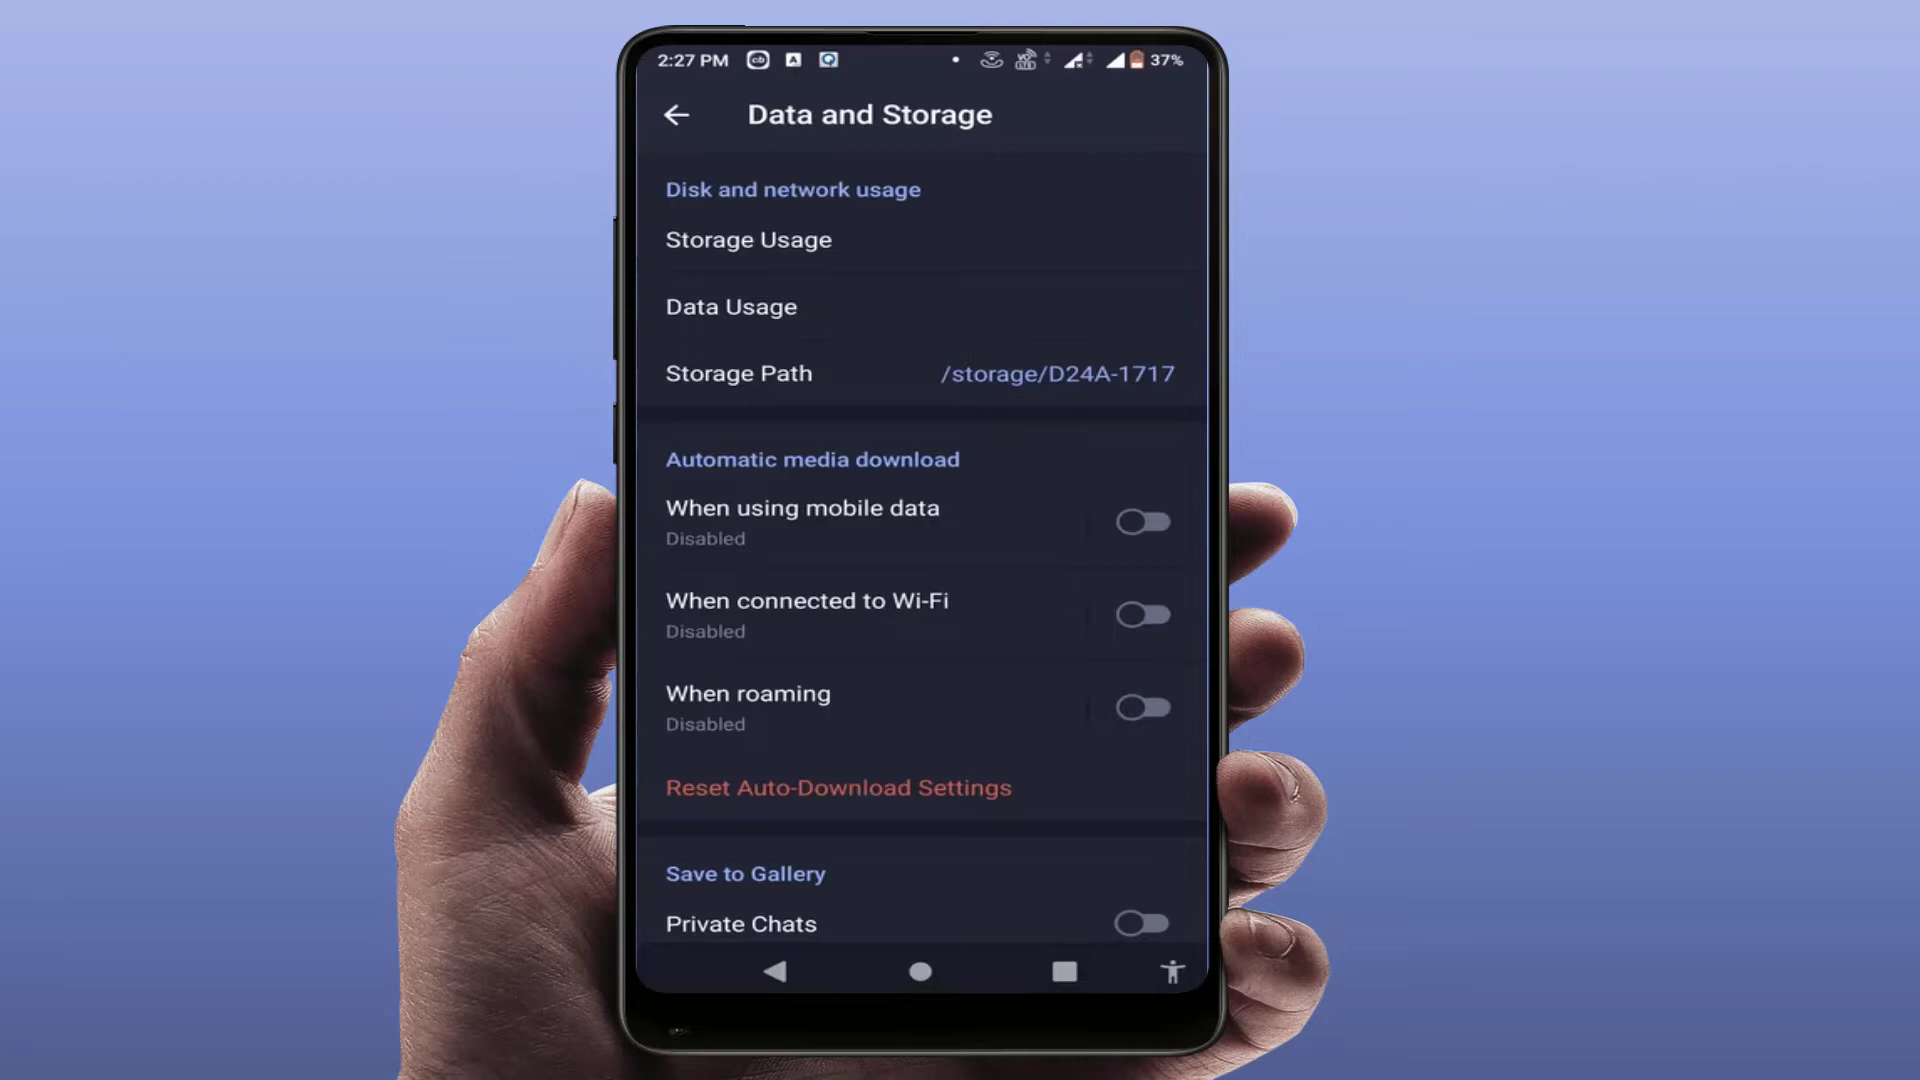 2:27 PM
37%
Data and Storage
Disk and network usage
Storage Usage
Data Usage
Storage Path /storage/D24A-1717
Automatic media download
When using mobile data
Disabled
When connected to Wi-Fi
Disabled
When roaming
Disabled
Reset Auto-Download Settings
Save to Gallery
Private Chats